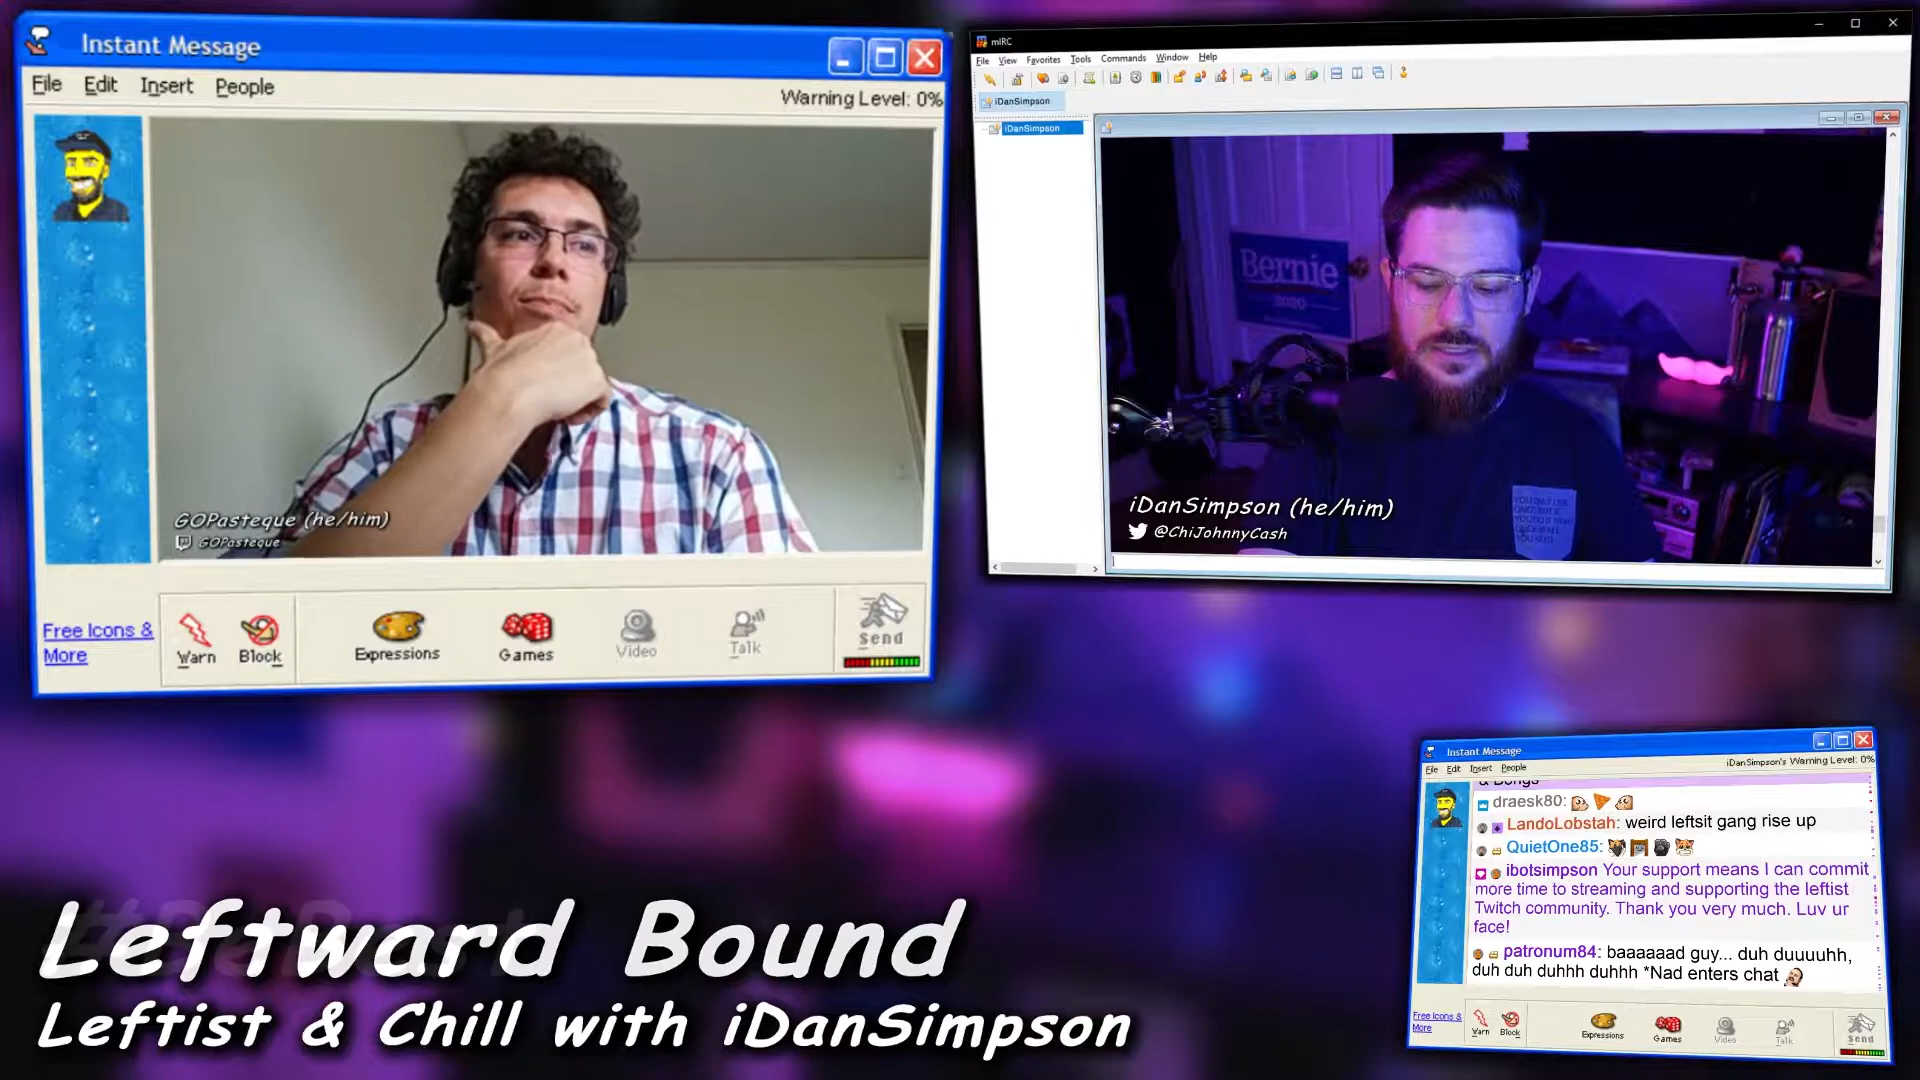 Instant Message
File Edit Insert People
Warning Level: 0%
GOPasteque (he/him)
GOPasteque
Free Icons &
More
Warn Block Expressions Games Video Talk Send
mIRC
File View Favorites Tools Commands Window Help
iDanSimpson
iDanSimpson
Bernie
2020
iDanSimpson (he/him)
@ChiJohnnyCash
Leftward Bound
Leftist & Chill with iDanSimpson
Instant Message
File Edit Insert People
iDanSimpson's Warning Level: 0%
& Bongs
draesk80:
LandoLobstah: weird leftsit gang rise up
QuietOne85:
ibotsimpson Your support means I can commit
more time to streaming and supporting the leftist
Twitch community. Thank you very much. Luv ur
face!
patronum84: baaaaaad guy... duh duuuuhh,
duh duh duhhh duhhh *Nad enters chat
Free Icons &
More
Warn Block Expressions Games Video Talk Send